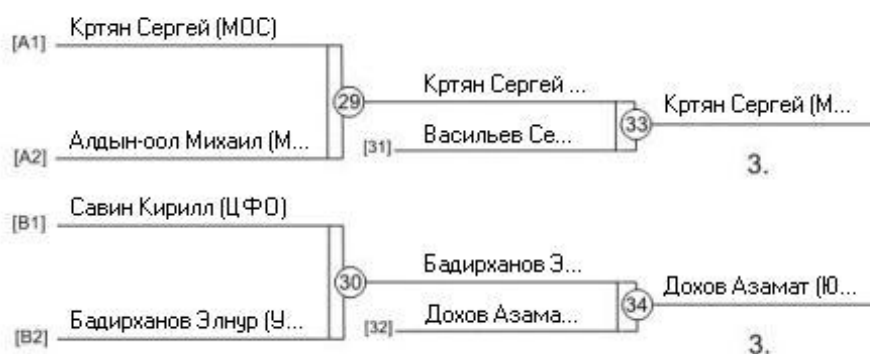 [A1] Кртян Сергей (МОС)
29
Кртян Сергей ...
33
Кртян Сергей (М...
[A2] Алдын-оол Михаил (М...
[31] Васильев Се...
3.
[B1] Савин Кирилл (ЦФО)
30
Бадирханов Э...
34
Дохов Азамат (Ю...
[B2] Бадирханов Элнур (У...
[32] Дохов Азама...
3.